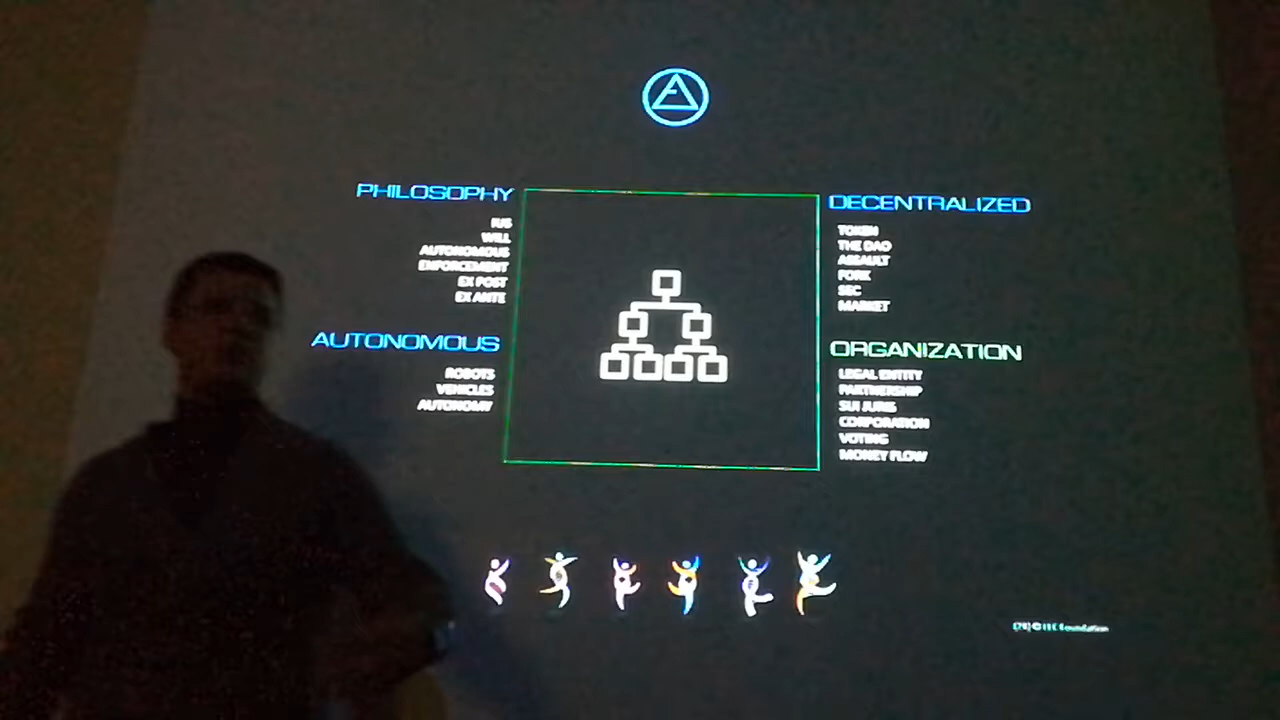 PHILOSOPHY
IUS
WILL
AUTONOMOUS
ENFORCEMENT
EX POST
EX ANTE
AUTONOMOUS
ROBOTS
VEHICLES
AUTONOMY
DECENTRALIZED
TOKEN
THE DAO
ASSAULT
FORK
SEC
MARKET
ORGANIZATION
LEGAL ENTITY
PARTNERSHIP
SUI JURIS
CORPORATION
VOTING
MONEY FLOW
Foundation